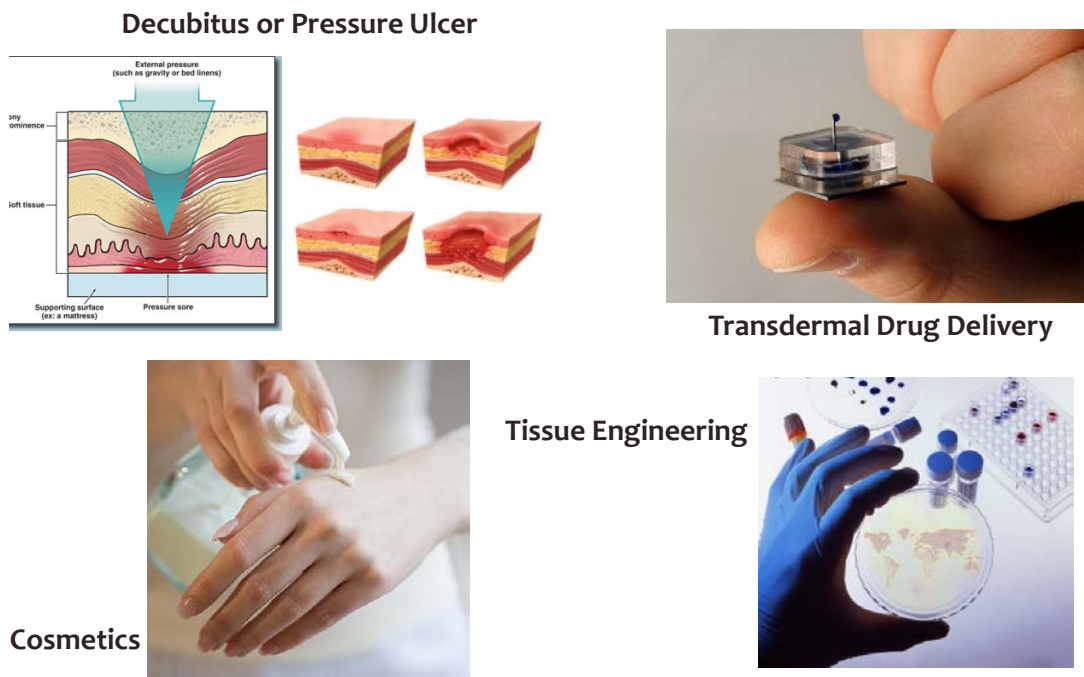 Decubitus or Pressure Ulcer
External pressure
(such as gravity or bed linens)
ony
rominence
oft tissue
Supporting surface
(ex: a mattress)
Pressure sore
Transdermal Drug Delivery
Tissue Engineering
Cosmetics